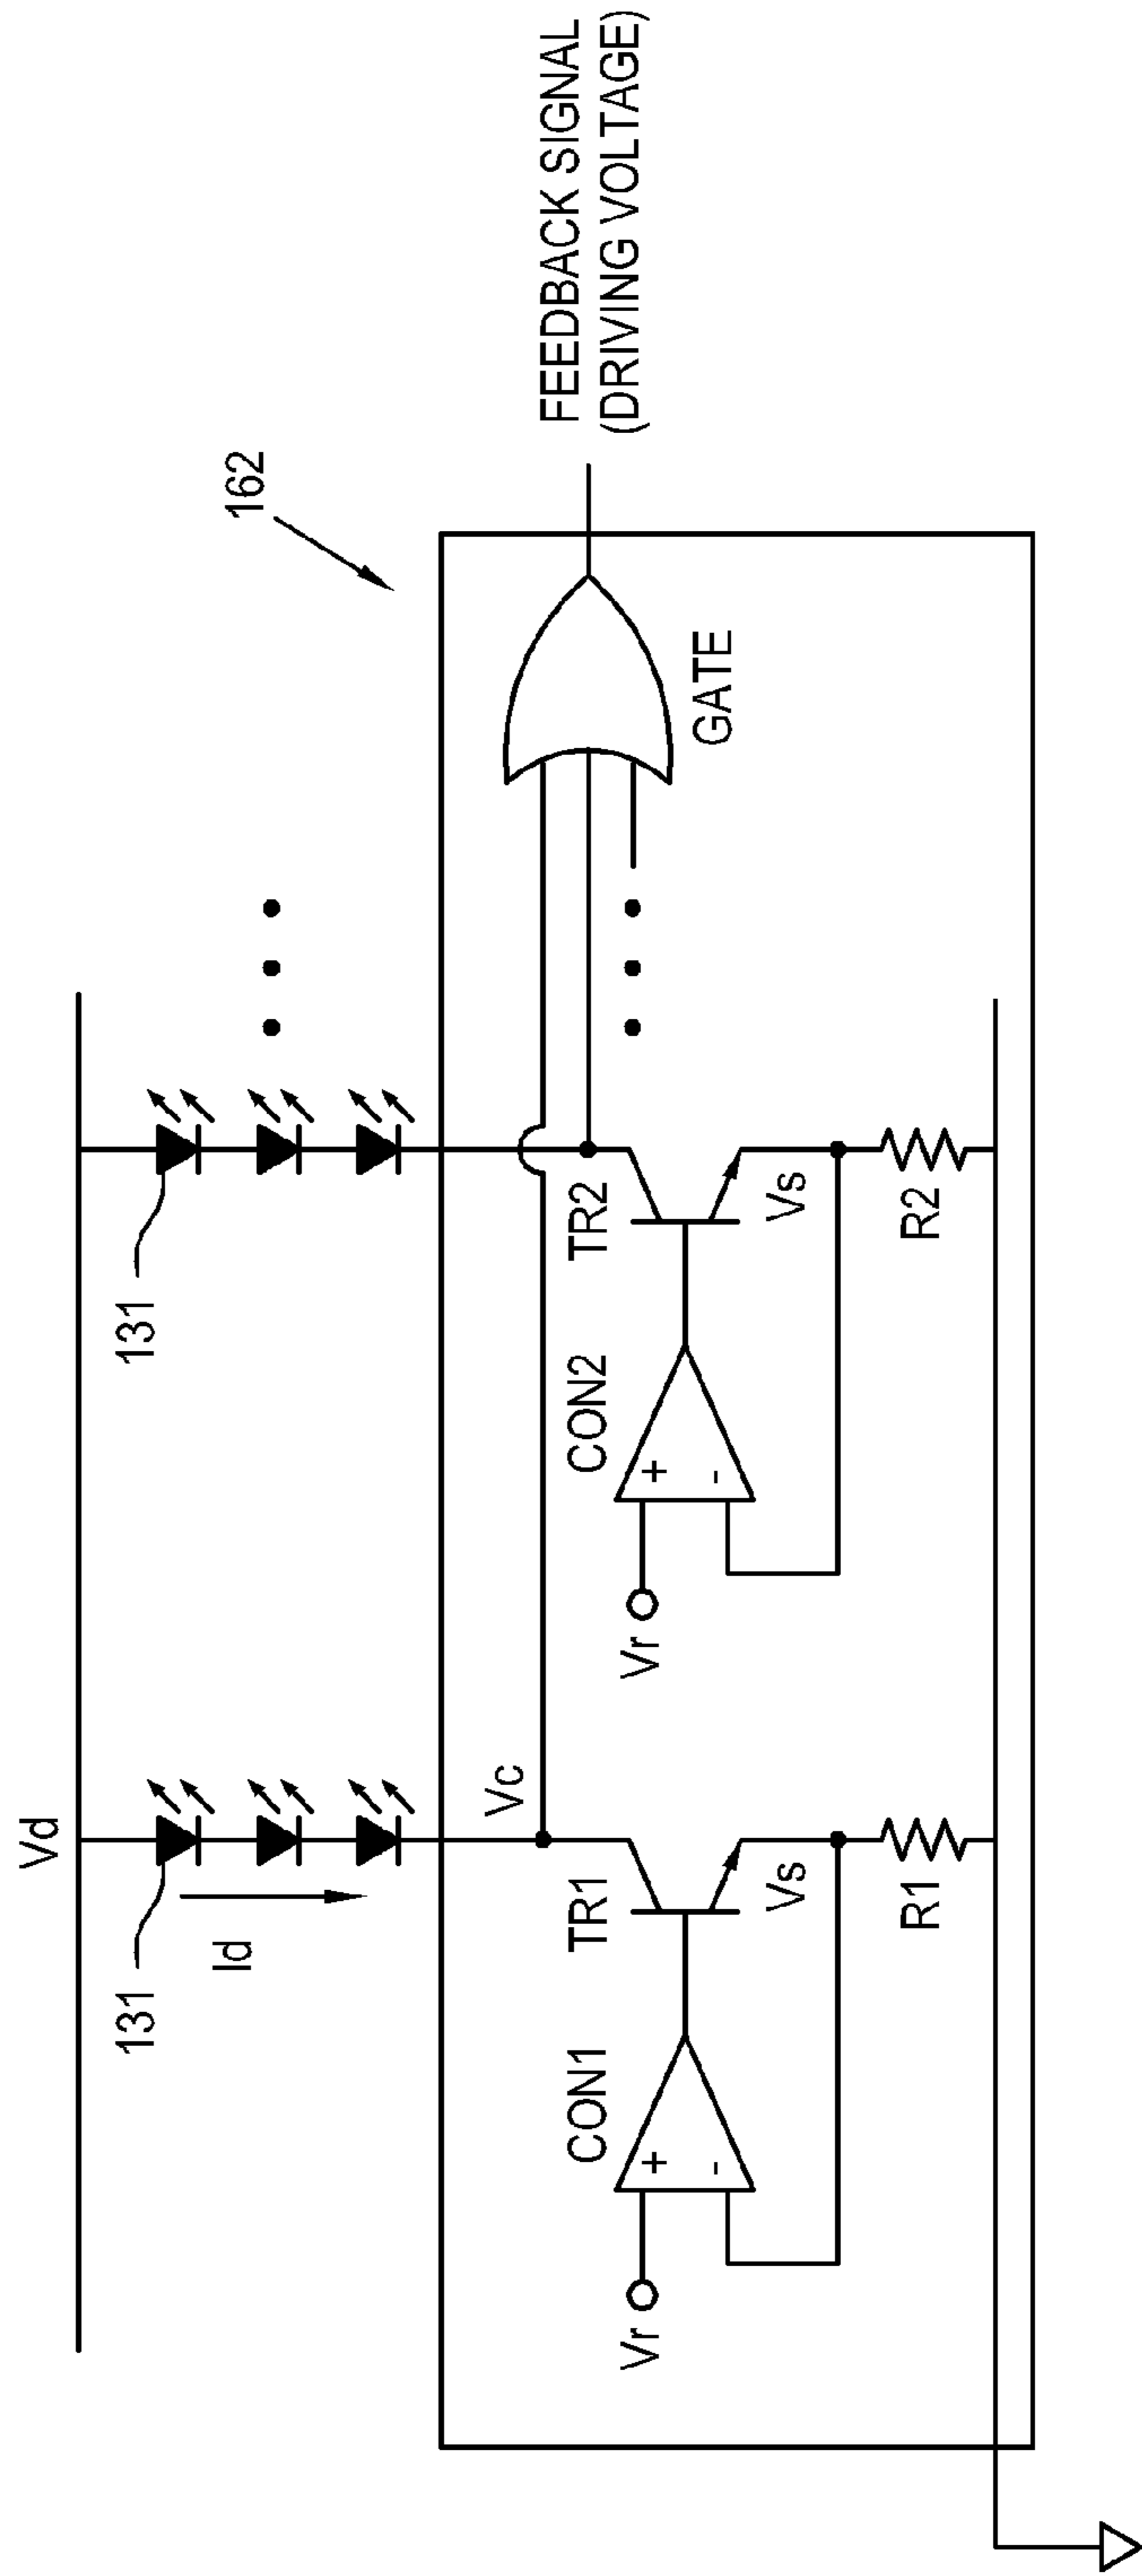 Vd
131
Id
131
162
FEEDBACK SIGNAL
(DRIVING VOLTAGE)
Vc
Vr
CON1
+
-
TR1
Vs
R1
Vr
CON2
+
-
TR2
Vs
R2
GATE